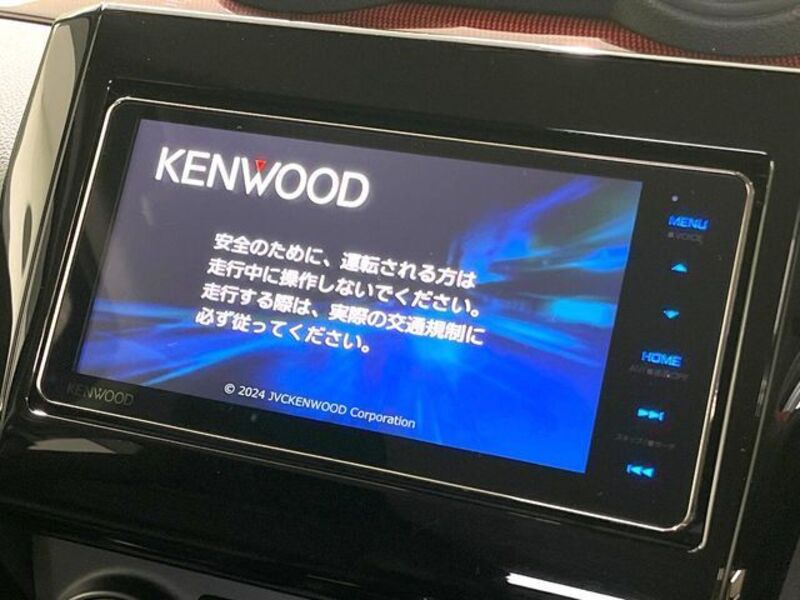 KENWOOD
安全のために、運転される方は
走行中に操作しないでください。
走行する際は、実際の交通規制に
必ず従ってください。
© 2024 JVCKENWOOD Corporation
KENWOOD
MENU
VOICE
HOME